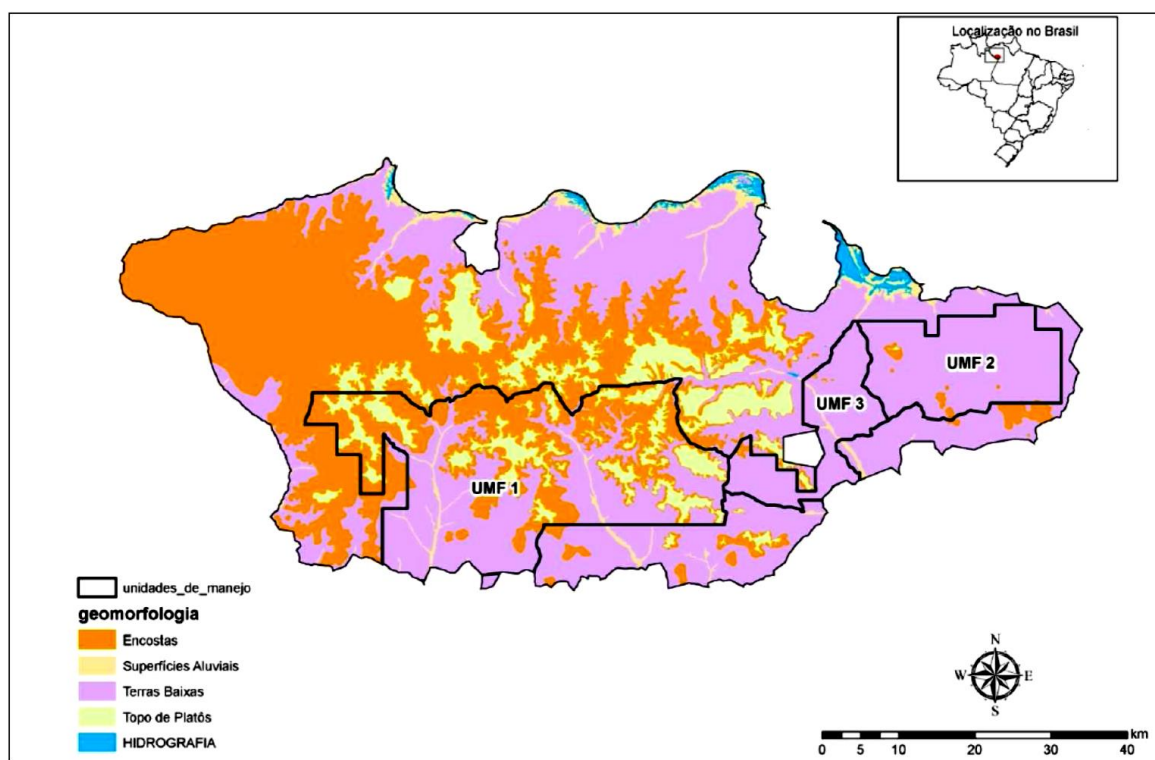 Localização no Brasil
UMF 2
UMF 3
UMF 1
unidades_de_manejo
geomorfologia
Encostas
Superfícies Aluviais
Terras Baixas
Topo de Platôs
HIDROGRAFIA
N
W E
S
km
0 5 10 20 30 40